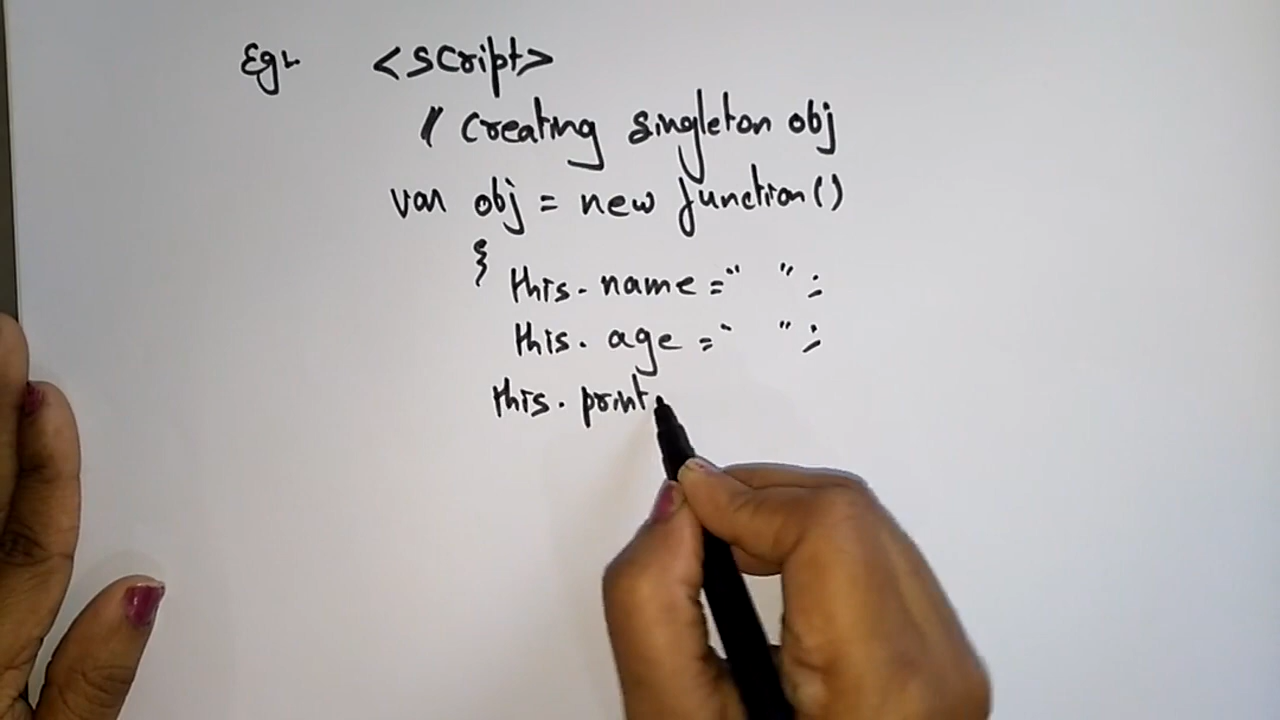 Eg:- <script>
// creating singleton obj
var obj = new function()
{ this.name = " ";
this.age = " ";
this.print